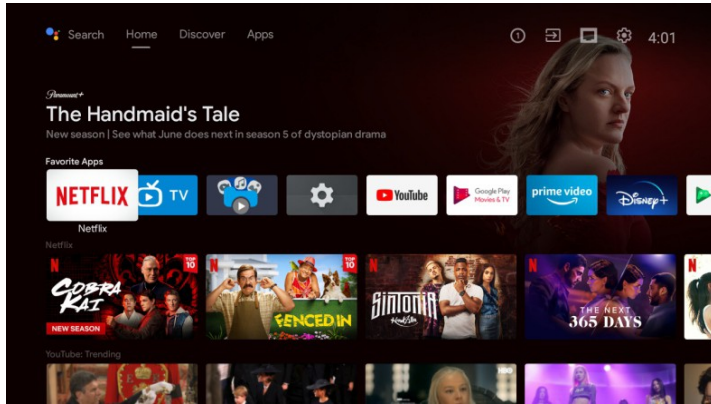 Search Home Discover Apps
1
4:01
Paramount+
The Handmaid's Tale
New season | See what June does next in season 5 of dystopian drama
Favorite Apps
NETFLIX
TV
YouTube
Google Play
Movies & TV
prime video
Disney+
Netflix
Netflix
N
COBRA
KAI
TOP
10
NEW SEASON
N
TOP
10
FENCED IN
N
SINTONIA
N
THE NEXT
365 DAYS
N
YouTube: Trending
HBO